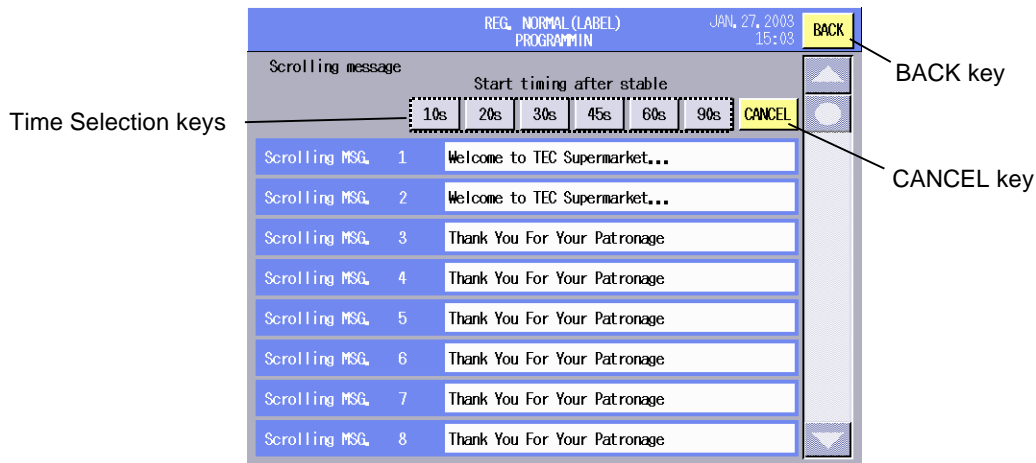 REG. NORMAL(LABEL) JAN. 27. 2003 BACK
PROGRAMMIN 15:03
Scrolling message
Start timing after stable
BACK key
Time Selection keys
10s 20s 30s 45s 60s 90s CANCEL
Scrolling MSG. 1 Welcome to TEC Supermarket...
CANCEL key
Scrolling MSG. 2 Welcome to TEC Supermarket...
Scrolling MSG. 3 Thank You For Your Patronage
Scrolling MSG. 4 Thank You For Your Patronage
Scrolling MSG. 5 Thank You For Your Patronage
Scrolling MSG. 6 Thank You For Your Patronage
Scrolling MSG. 7 Thank You For Your Patronage
Scrolling MSG. 8 Thank You For Your Patronage